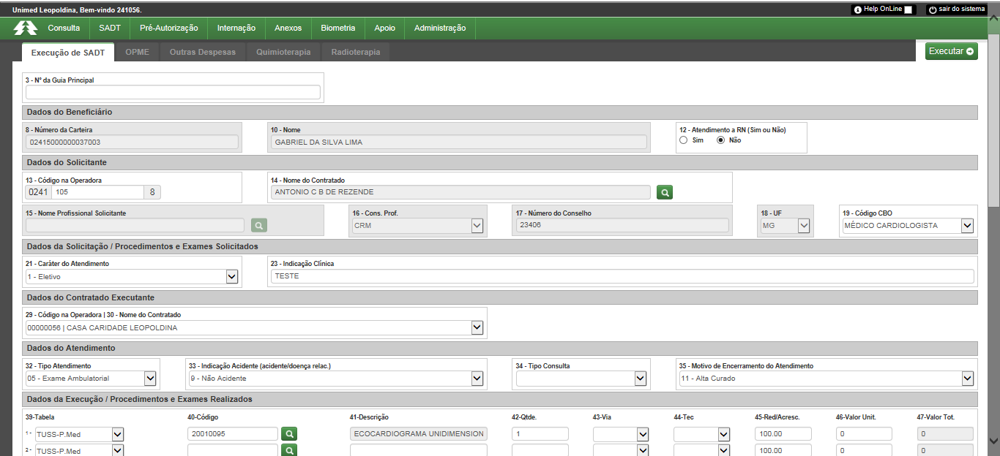 Unimed Leopoldina, Bem-vindo 241056. Help OnLine sair do sistema
Consulta SADT Pré-Autorização Internação Anexos Biometria Apoio Administração
Execução de SADT OPME Outras Despesas Quimioterapia Radioterapia Executar
3 - Nº da Guia Principal
Dados do Beneficiário
8 - Número da Carteira 10 - Nome 12 - Atendimento a RN (Sim ou Não)
02415000000037003 GABRIEL DA SILVA LIMA Sim Não
Dados do Solicitante
13 - Código na Operadora 14 - Nome do Contratado
0241 105 8 ANTONIO C B DE REZENDE
15 - Nome Profissional Solicitante 16 - Cons. Prof. 17 - Número do Conselho 18 - UF 19 - Código CBO
CRM 23406 MG MÉDICO CARDIOLOGISTA
Dados da Solicitação / Procedimentos e Exames Solicitados
21 - Caráter do Atendimento 23 - Indicação Clínica
1 - Eletivo TESTE
Dados do Contratado Executante
29 - Código na Operadora | 30 - Nome do Contratado
00000056 | CASA CARIDADE LEOPOLDINA
Dados do Atendimento
32 - Tipo Atendimento 33 - Indicação Acidente (acidente/doença relac.) 34 - Tipo Consulta 35 - Motivo de Encerramento do Atendimento
05 - Exame Ambulatorial 9 - Não Acidente 11 - Alta Curado
Dados da Execução / Procedimentos e Exames Realizados
39-Tabela 40-Código 41-Descrição 42-Qtde. 43-Via 44-Tec 45-Red/Acresc. 46-Valor Unit. 47-Valor Tot.
1 - TUSS-P.Med 20010095 ECOCARDIOGRAMA UNIDIMENSION 1 100.00 0 0
2 - TUSS-P.Med 100.00 0 0